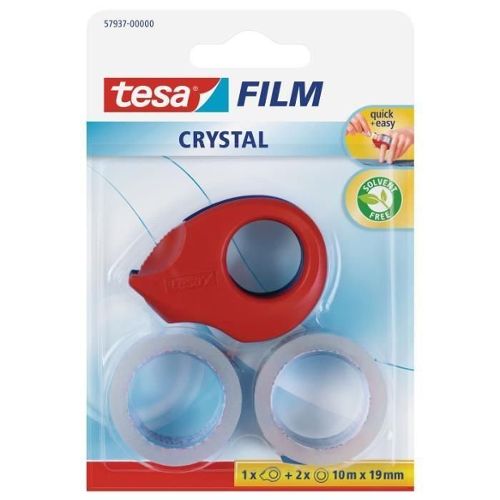 57937-00000
tesa FILM
CRYSTAL
quick
+easy
SOLVENT
FREE
tesa
1x + 2x 10m x 19mm